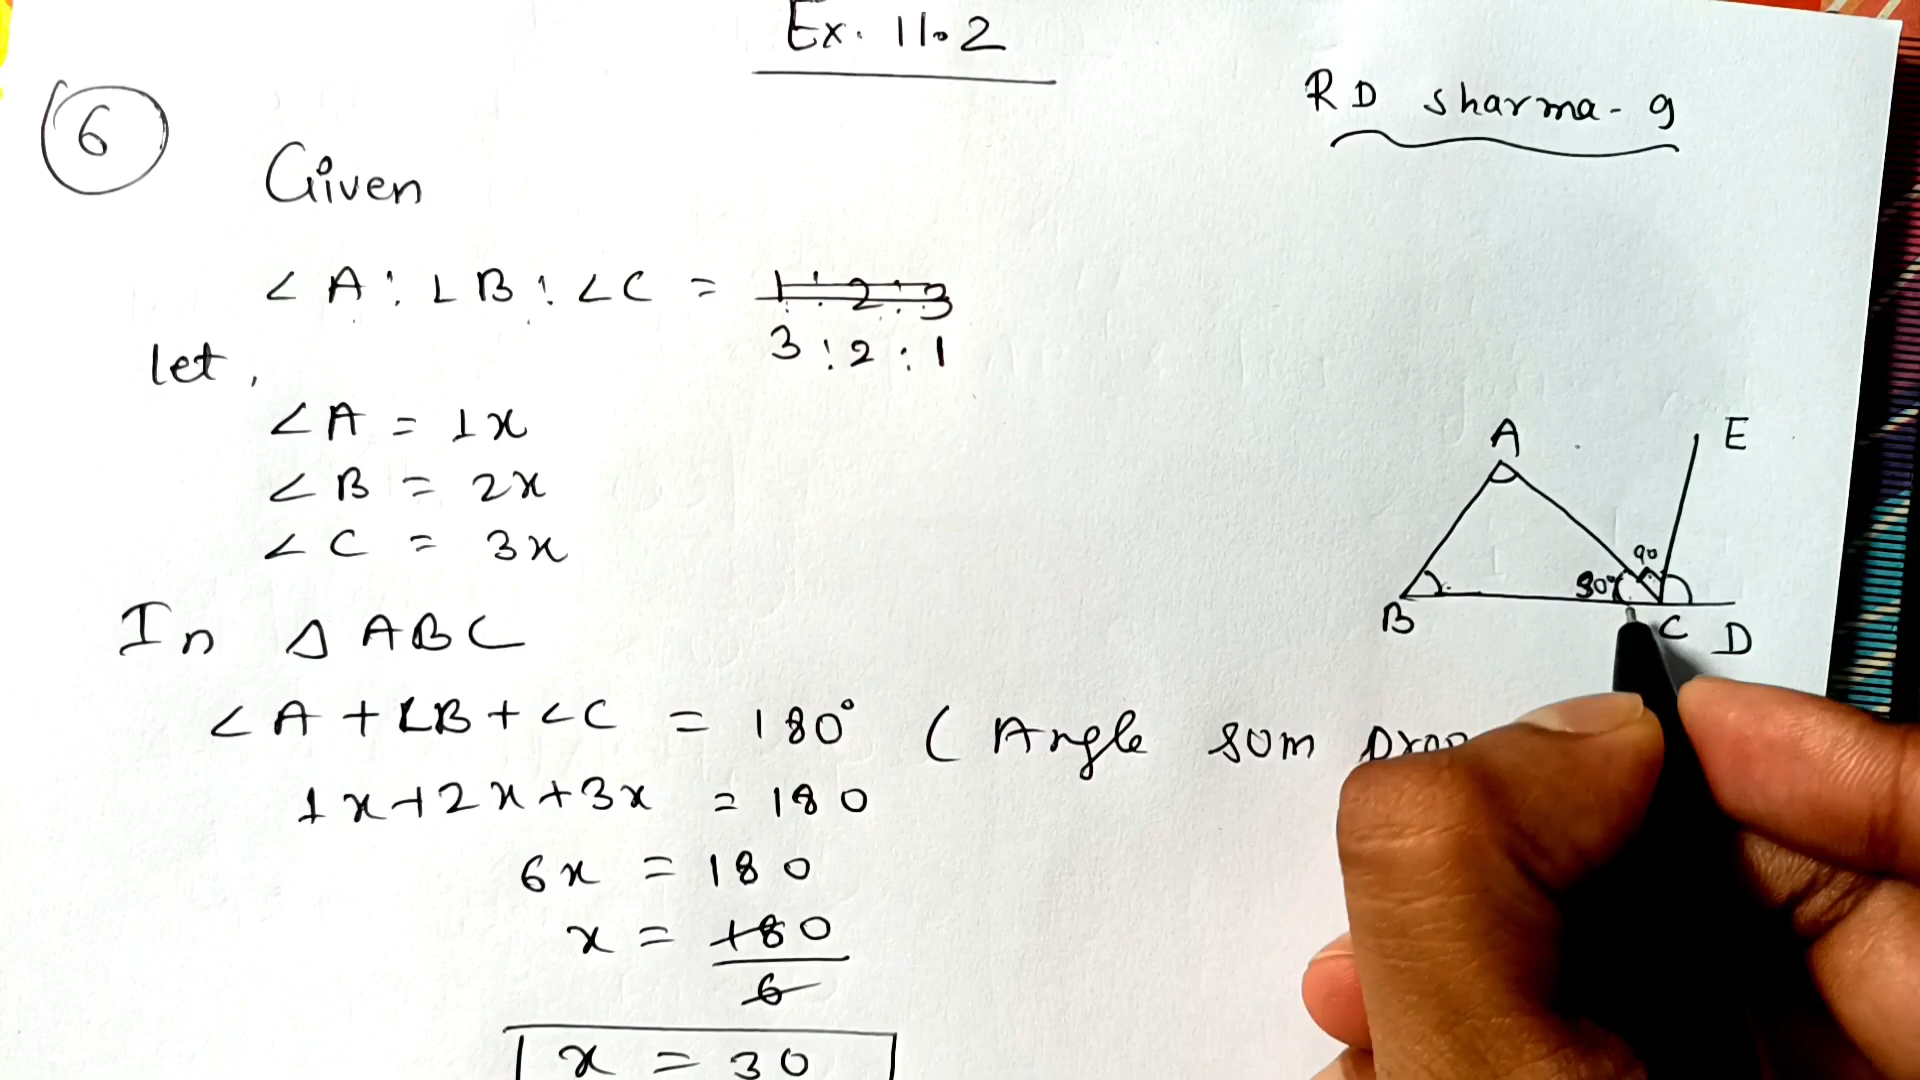 Ex. 11.2
RD Sharma-9
6
Given
∠A : ∠B : ∠C = 1 : 2 : 3
3 : 2 : 1
let,
∠A = 1x
∠B = 2x
∠C = 3x
A
E
90
30°
B
C
D
In △ ABC
∠A + ∠B + ∠C = 180° ( Angle sum
1x + 2x + 3x = 180
6x = 180
x = 180
6
x = 30